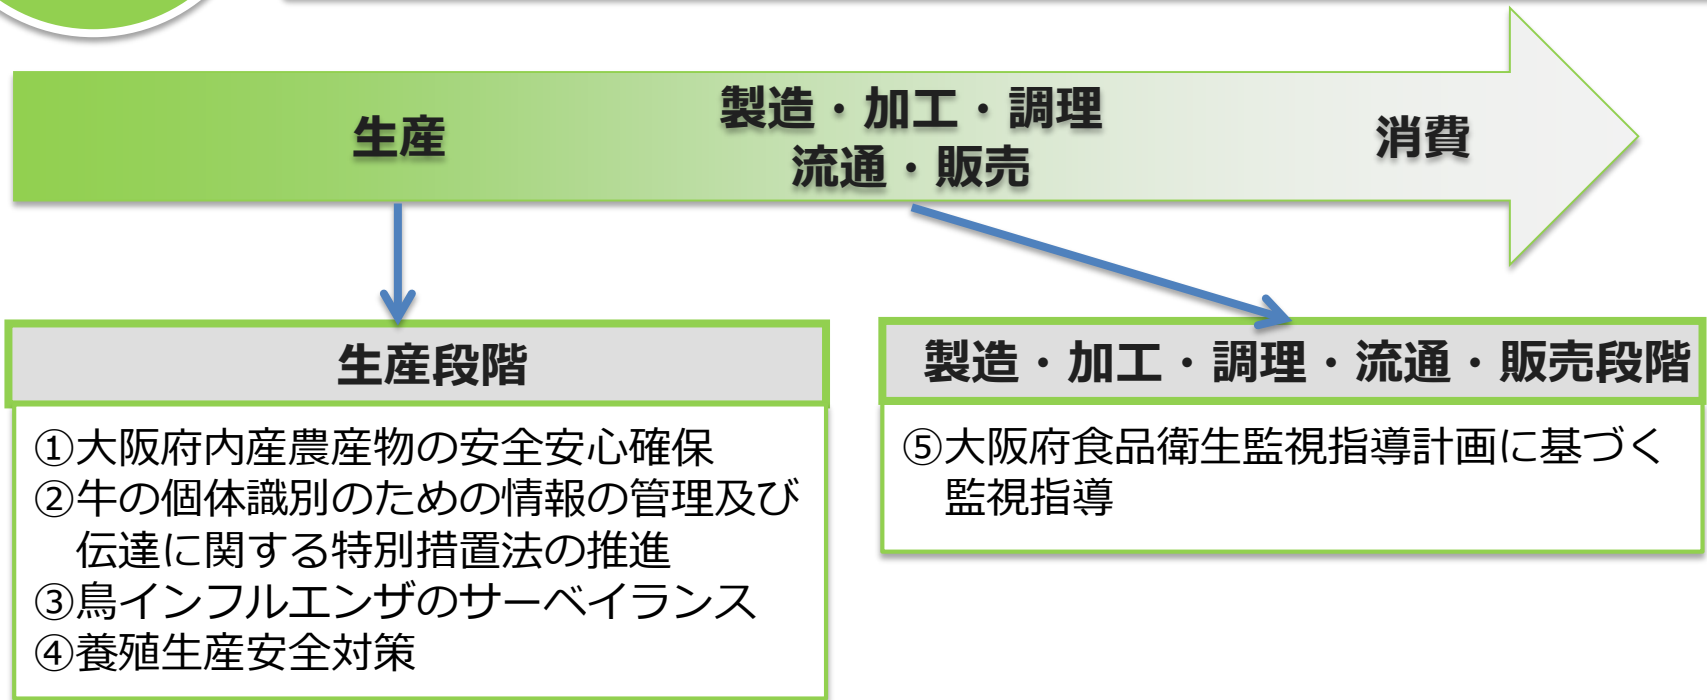 生産
製造・加工・調理
流通・販売
消費
生産段階
①大阪府内産農産物の安全安心確保
②牛の個体識別のための情報の管理及び
伝達に関する特別措置法の推進
③鳥インフルエンザのサーベイランス
④養殖生産安全対策
製造・加工・調理・流通・販売段階
⑤大阪府食品衛生監視指導計画に基づく
監視指導